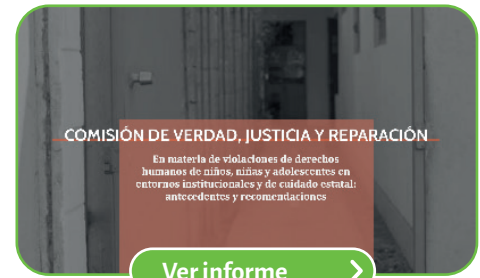 COMISIÓN DE VERDAD, JUSTICIA Y REPARACIÓN
En materia de violaciones de derechos
humanos de niños, niñas y adolescentes en
entornos institucionales y de cuidado estatal:
antecedentes y recomendaciones
Ver informe